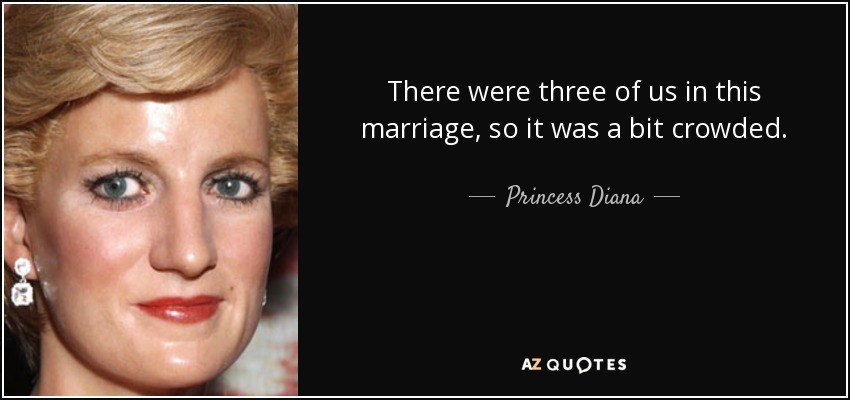 There were three of us in this
marriage, so it was a bit crowded.
Princess Diana
AZ QUOTES